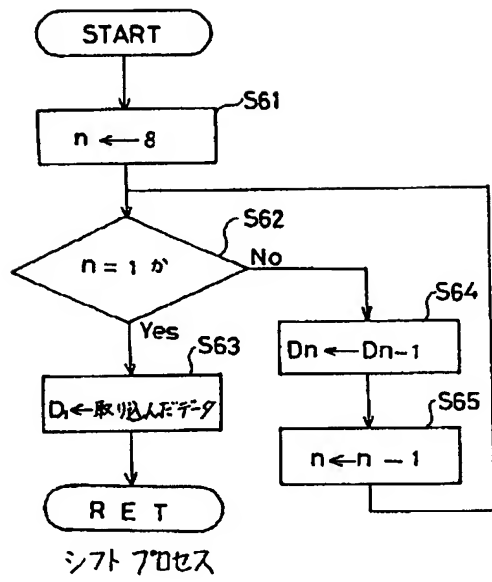 START
S61
n ← 8
S62
n = 1 か
No
Yes
S64
Dn ← Dn-1
S63
D₁ ← 取り込んだデータ
S65
n ← n - 1
RET
シフト プロセス